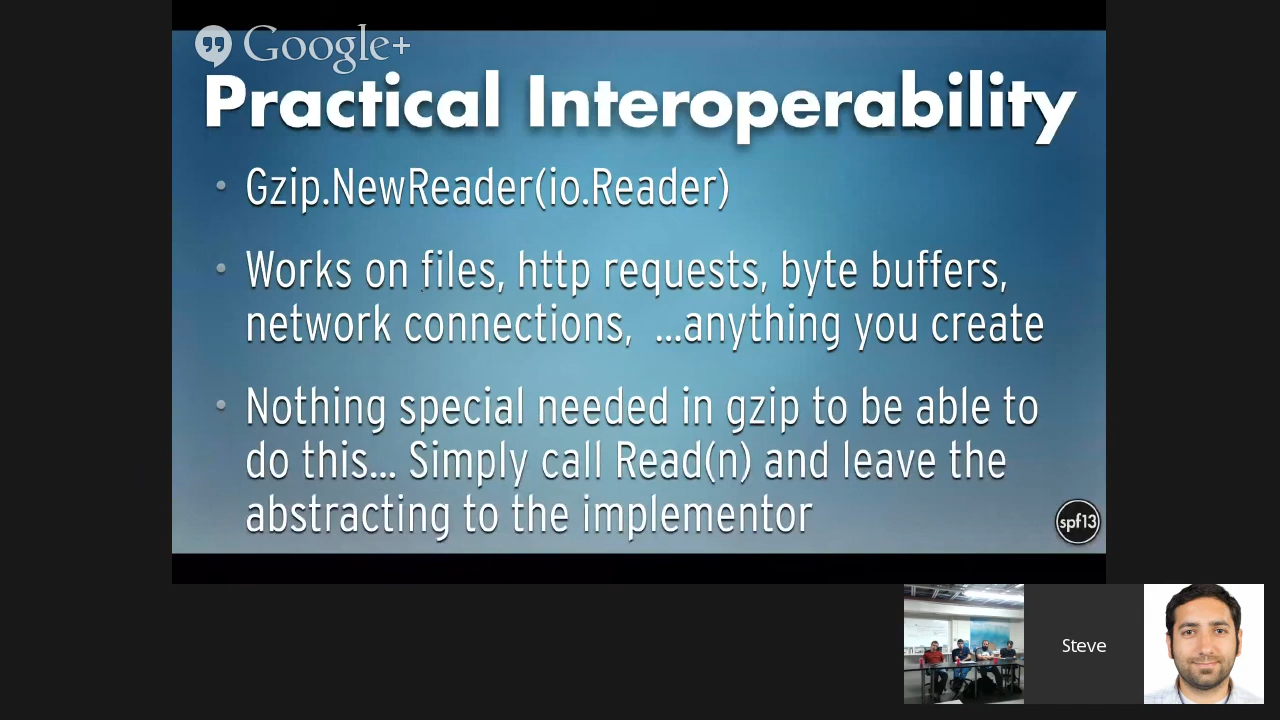 Google+
Practical Interoperability
• Gzip.NewReader(io.Reader)
• Works on files, http requests, byte buffers,
network connections, ...anything you create
• Nothing special needed in gzip to be able to
do this... Simply call Read(n) and leave the
abstracting to the implementor
spf13
Steve